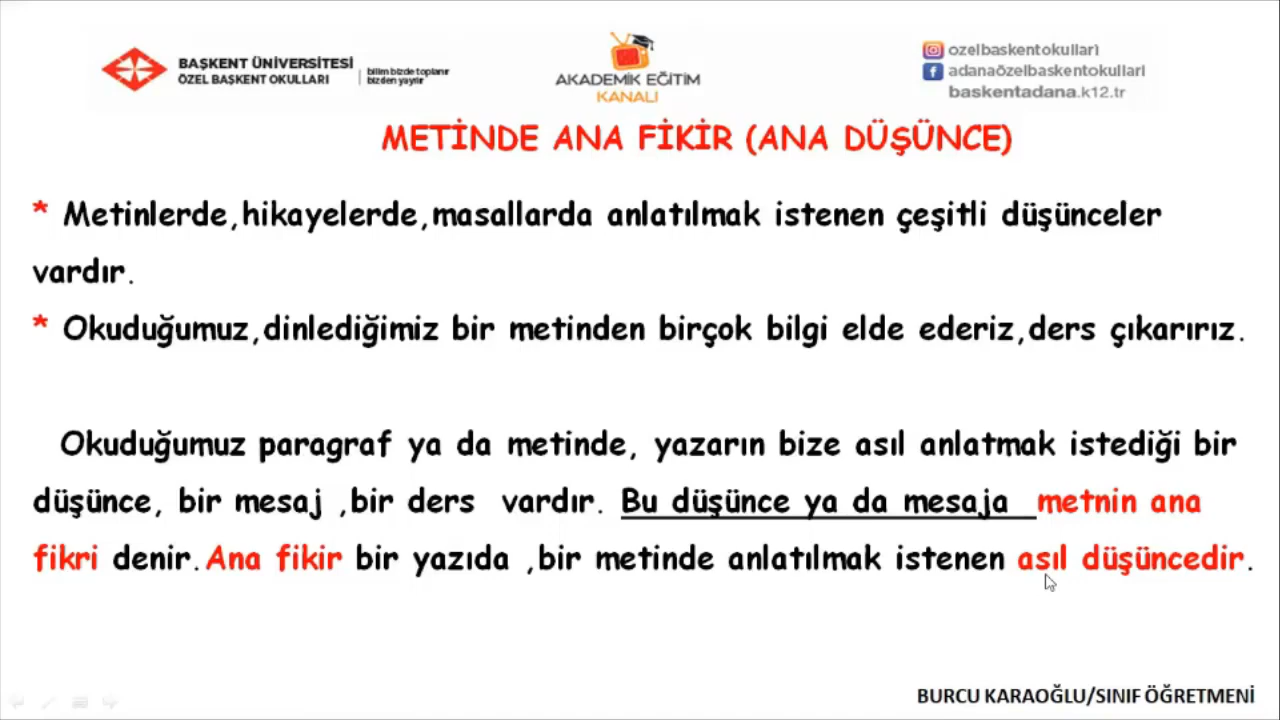 BAŞKENT ÜNİVERSİTESİ
ÖZEL BAŞKENT OKULLARI
bilim bizde toplanır
bizden yayılır
AKADEMİK EĞİTİM
KANALI
ozelbaskentokullari
adanaözelbaskentokullari
baskentadana.k12.tr
METİNDE ANA FİKİR (ANA DÜŞÜNCE)
* Metinlerde,hikayelerde,masallarda anlatılmak istenen çeşitli düşünceler
vardır.
* Okuduğumuz,dinlediğimiz bir metinden birçok bilgi elde ederiz,ders çıkarırız.
Okuduğumuz paragraf ya da metinde, yazarın bize asıl anlatmak istediği bir
düşünce, bir mesaj ,bir ders vardır. Bu düşünce ya da mesaja metnin ana
fikri denir.Ana fikir bir yazıda ,bir metinde anlatılmak istenen asıl düşüncedir.
BURCU KARAOĞLU/SINIF ÖĞRETMENİ